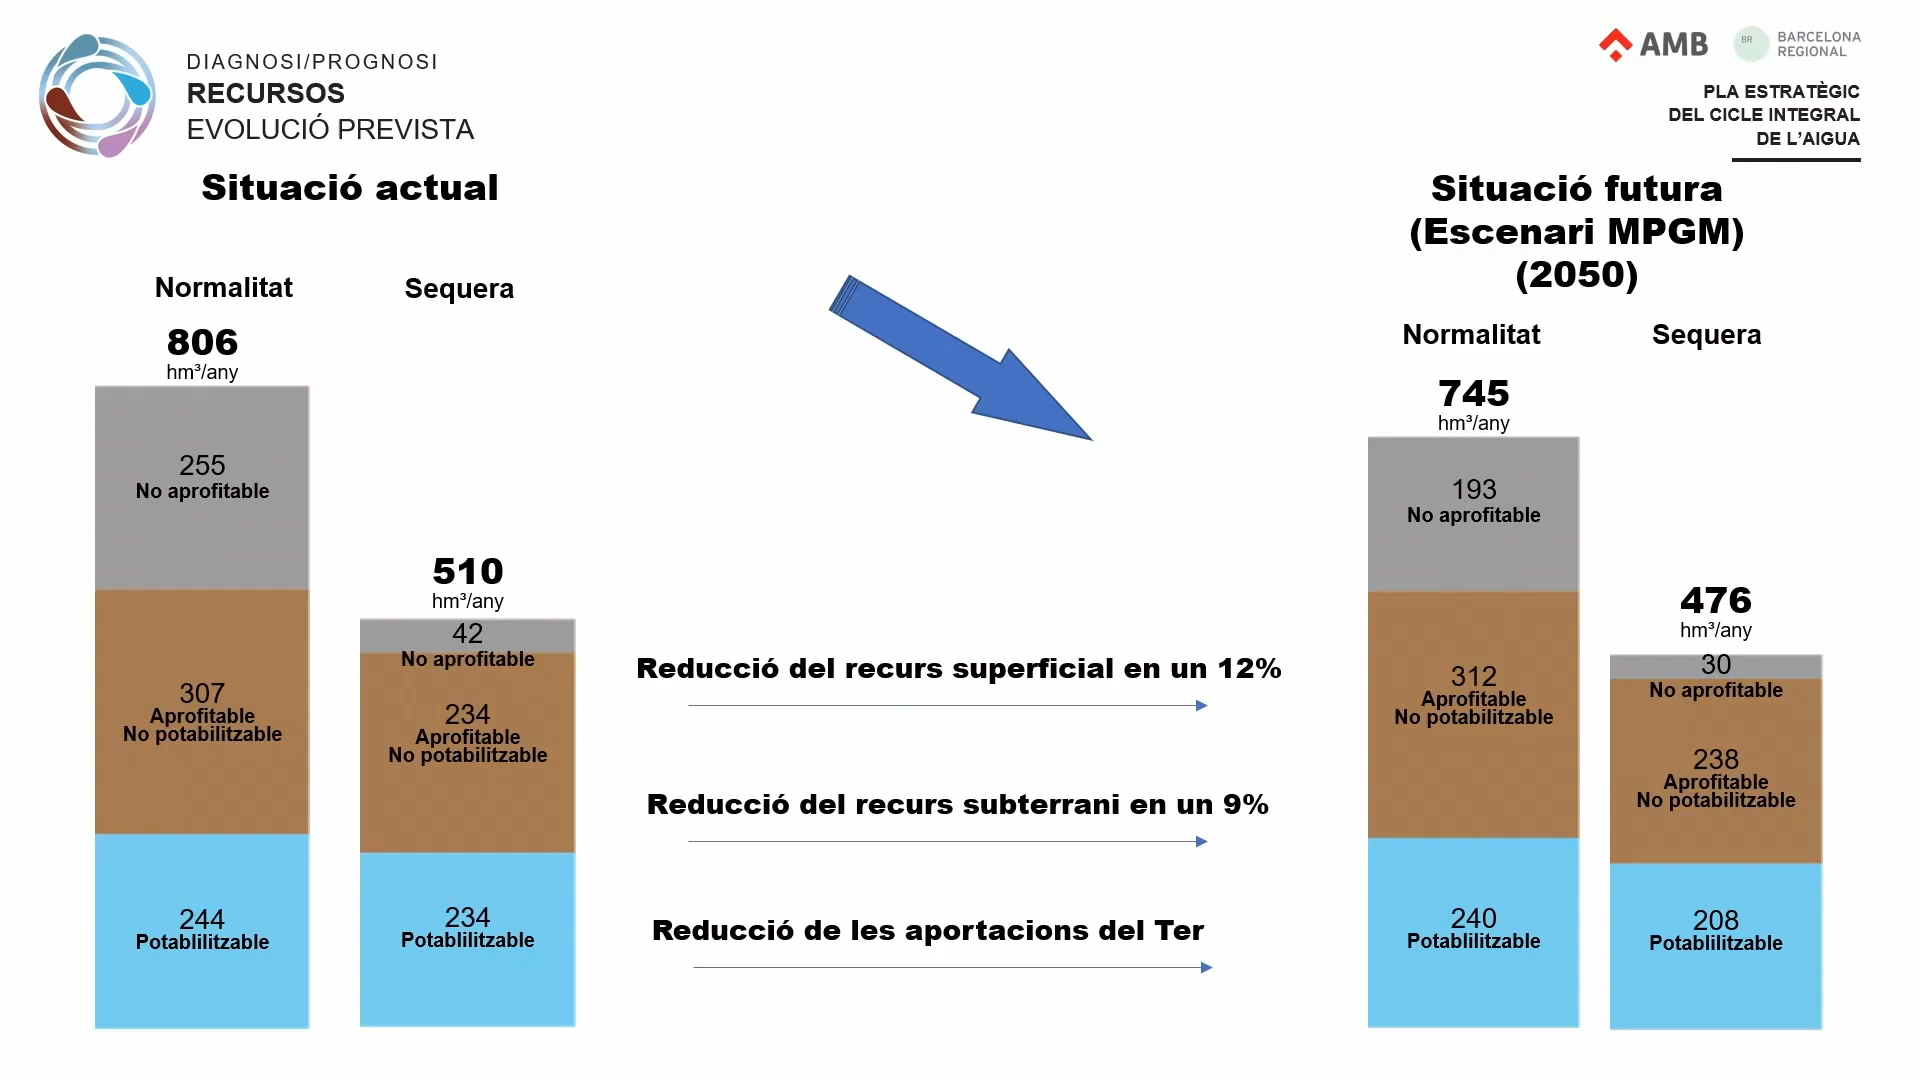 DIAGNOSI/PROGNOSI
RECURSOS
EVOLUCIÓ PREVISTA
AMB
BR
BARCELONA
REGIONAL
PLA ESTRATÈGIC
DEL CICLE INTEGRAL
DE L'AIGUA
Situació actual
Normalitat
Sequera
806
hm³/any
255
No aprofitable
307
Aprofitable
No potabilitzable
244
Potablilitzable
510
hm³/any
42
No aprofitable
234
Aprofitable
No potabilitzable
234
Potablilitzable
Reducció del recurs superficial en un 12%
Reducció del recurs subterrani en un 9%
Reducció de les aportacions del Ter
Situació futura
(Escenari MPGM)
(2050)
Normalitat
Sequera
745
hm³/any
193
No aprofitable
312
Aprofitable
No potabilitzable
240
Potablilitzable
476
hm³/any
30
No aprofitable
238
Aprofitable
No potabilitzable
208
Potablilitzable